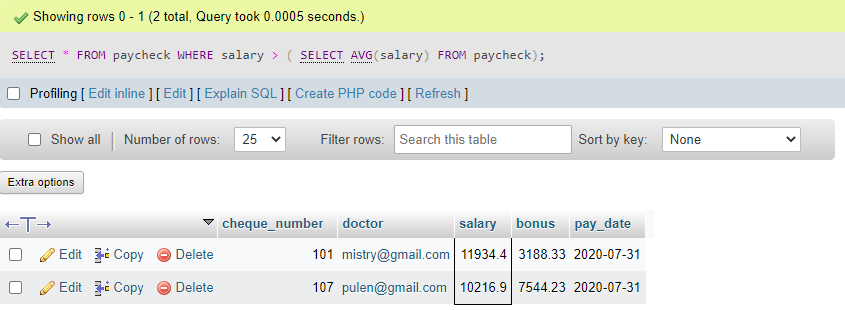 Showing rows 0 - 1 (2 total, Query took 0.0005 seconds.)
SELECT * FROM paycheck WHERE salary > ( SELECT AVG(salary) FROM paycheck);
Profiling [ Edit inline ] [ Edit ] [ Explain SQL ] [ Create PHP code ] [ Refresh ]
Show all Number of rows: 25 Filter rows: Search this table Sort by key: None
Extra options
cheque_number doctor salary bonus pay_date
Edit Copy Delete 101 mistry@gmail.com 11934.4 3188.33 2020-07-31
Edit Copy Delete 107 pulen@gmail.com 10216.9 7544.23 2020-07-31